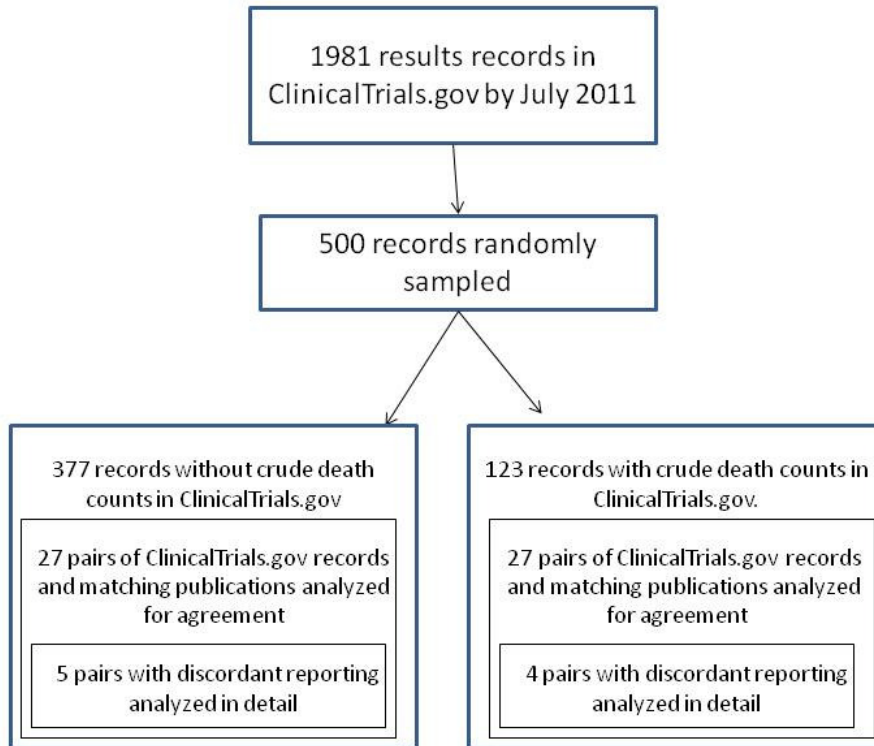 1981 results records in
ClinicalTrials.gov by July 2011
500 records randomly
sampled
377 records without crude death
counts in ClinicalTrials.gov
27 pairs of ClinicalTrials.gov records
and matching publications analyzed
for agreement
5 pairs with discordant reporting
analyzed in detail
123 records with crude death counts in
ClinicalTrials.gov.
27 pairs of ClinicalTrials.gov records
and matching publications analyzed
for agreement
4 pairs with discordant reporting
analyzed in detail